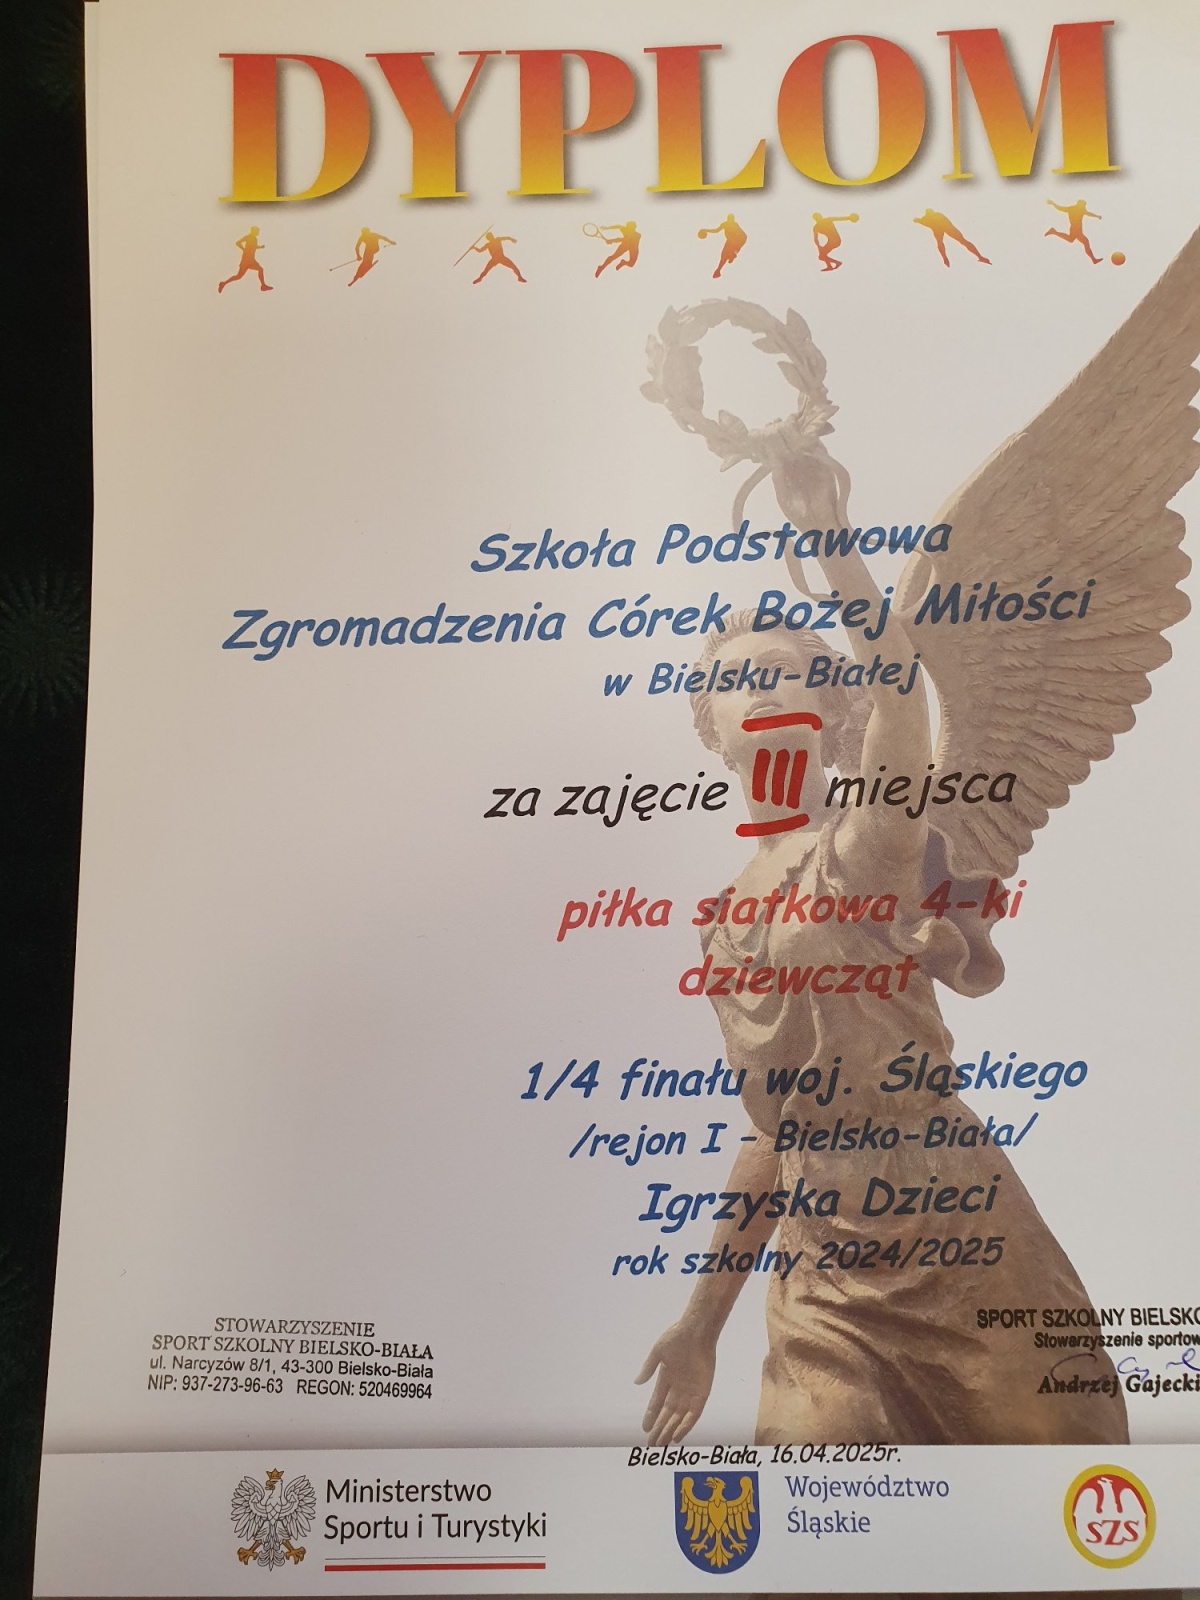 DYPLOM
Szkoła Podstawowa
Zgromadzenia Córek Bożej Miłości
w Bielsku-Białej
za zajęcie III miejsca
piłka siatkowa 4-ki
dziewcząt
1/4 finału woj. Śląskiego
/rejon I - Bielsko-Biała/
Igrzyska Dzieci
rok szkolny 2024/2025
STOWARZYSZENIE
SPORT SZKOLNY BIELSKO-BIAŁA
ul. Narcyzów 8/1, 43-300 Bielsko-Biała
NIP: 937-273-96-63 REGON: 520469964
SPORT SZKOLNY BIELSKO
Stowarzyszenie sportow
Andrzej Gajecki
Bielsko-Biała, 16.04.2025r.
Ministerstwo
Sportu i Turystyki
Województwo
Śląskie
SZS